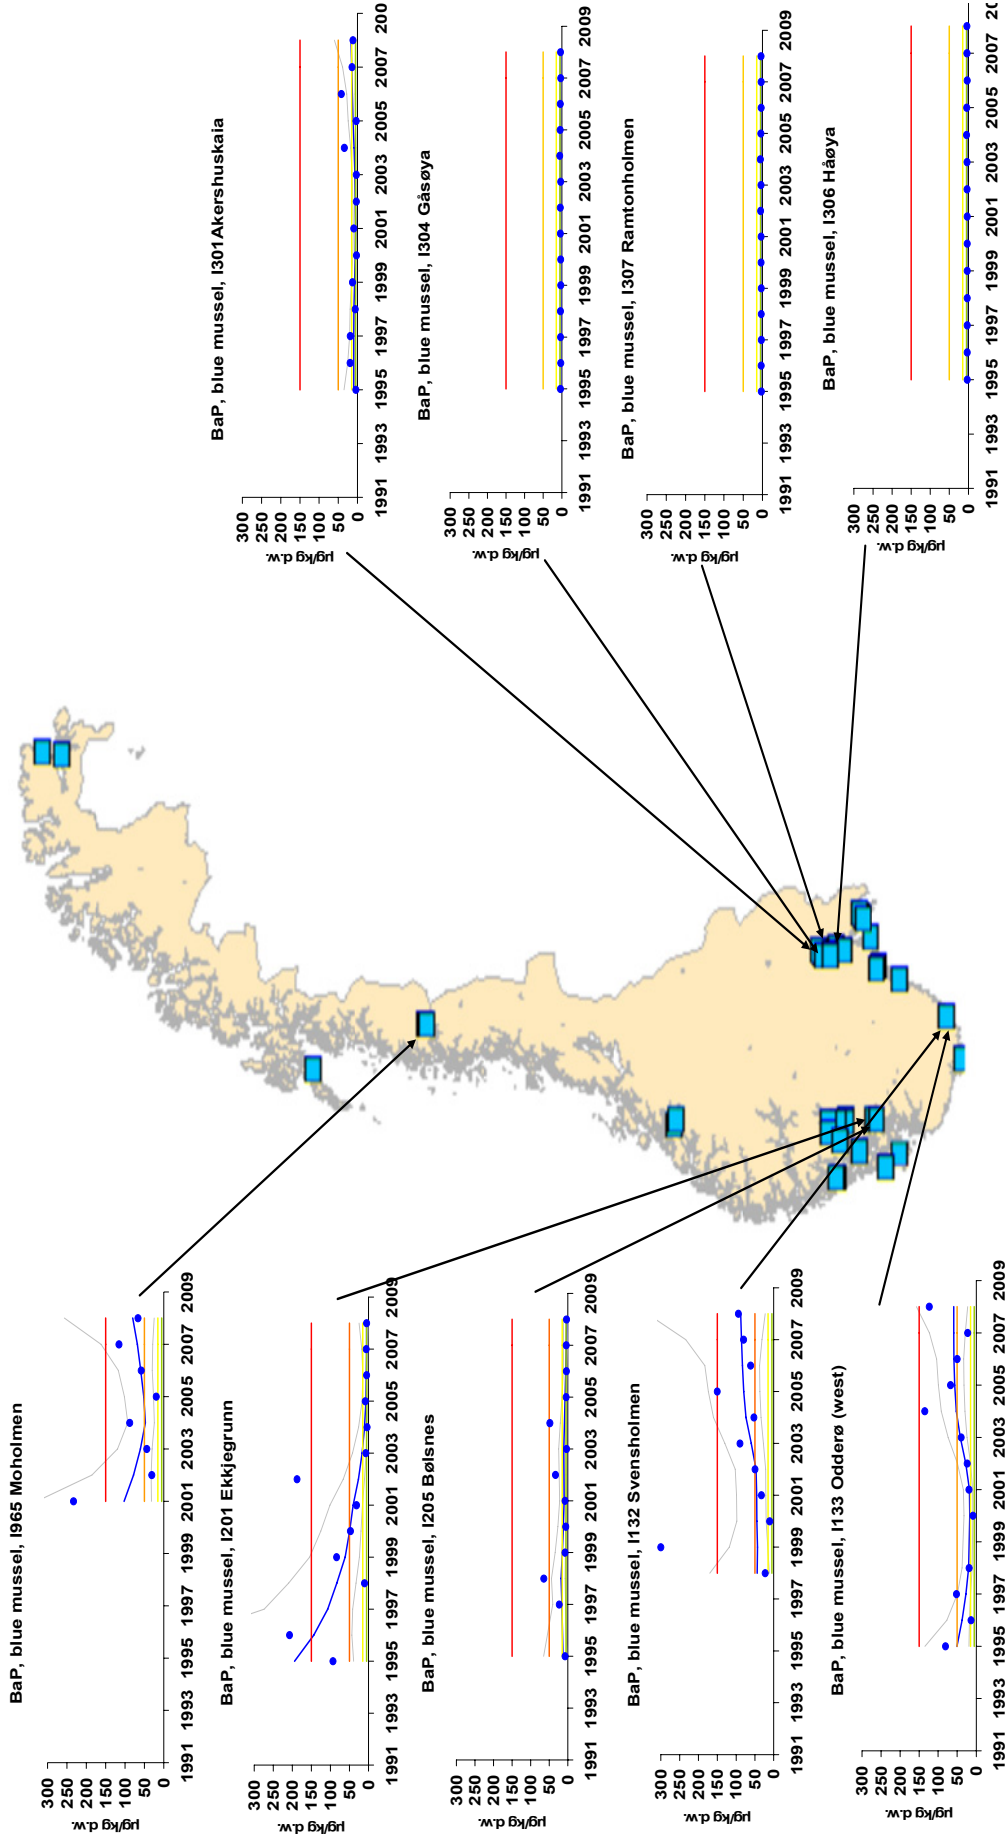 BaP, blue mussel, I965 Moholmen
300
250
200
150
100
50
0
µg/kg d.w.
1991 1993 1995 1997 1999 2001 2003 2005 2007 2009
BaP, blue mussel, I201 Ekkjegrunn
300
250
200
150
100
50
0
µg/kg d.w.
1991 1993 1995 1997 1999 2001 2003 2005 2007 2009
BaP, blue mussel, I205 Bølsnes
300
250
200
150
100
50
0
µg/kg d.w.
1991 1993 1995 1997 1999 2001 2003 2005 2007 2009
BaP, blue mussel, I132 Svensholmen
300
250
200
150
100
50
0
µg/kg d.w.
1991 1993 1995 1997 1999 2001 2003 2005 2007 2009
BaP, blue mussel, I133 Odderø (west)
300
250
200
150
100
50
0
µg/kg d.w.
1991 1993 1995 1997 1999 2001 2003 2005 2007 2009
BaP, blue mussel, I301Akershuskaia
300
250
200
150
100
50
0
µg/kg d.w.
1991 1993 1995 1997 1999 2001 2003 2005 2007 200
BaP, blue mussel, I304 Gåsøya
300
250
200
150
100
50
0
µg/kg d.w.
1991 1993 1995 1997 1999 2001 2003 2005 2007 2009
BaP, blue mussel, I307 Ramtonholmen
300
250
200
150
100
50
0
µg/kg d.w.
1991 1993 1995 1997 1999 2001 2003 2005 2007 2009
BaP, blue mussel, I306 Håøya
300
250
200
150
100
50
0
µg/kg d.w.
1991 1993 1995 1997 1999 2001 2003 2005 2007